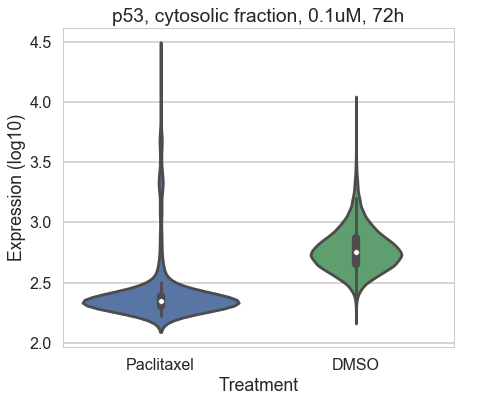 p53, cytosolic fraction, 0.1uM, 72h
Expression (log10)
4.5
4.0
3.5
3.0
2.5
2.0
Paclitaxel DMSO
Treatment